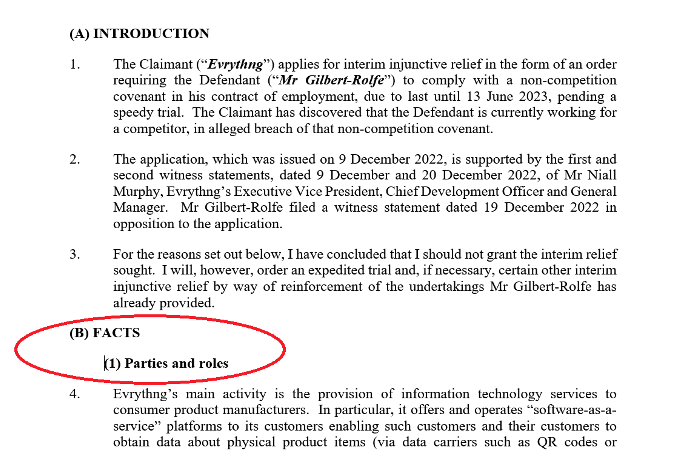 (A) INTRODUCTION
1. The Claimant (“Evrythng”) applies for interim injunctive relief in the form of an order
requiring the Defendant (“Mr Gilbert-Rolfe”) to comply with a non-competition
covenant in his contract of employment, due to last until 13 June 2023, pending a
speedy trial. The Claimant has discovered that the Defendant is currently working for
a competitor, in alleged breach of that non-competition covenant.
2. The application, which was issued on 9 December 2022, is supported by the first and
second witness statements, dated 9 December and 20 December 2022, of Mr Niall
Murphy, Evrythng’s Executive Vice President, Chief Development Officer and General
Manager. Mr Gilbert-Rolfe filed a witness statement dated 19 December 2022 in
opposition to the application.
3. For the reasons set out below, I have concluded that I should not grant the interim relief
sought. I will, however, order an expedited trial and, if necessary, certain other interim
injunctive relief by way of reinforcement of the undertakings Mr Gilbert-Rolfe has
already provided.
(B) FACTS
(1) Parties and roles
4. Evrythng’s main activity is the provision of information technology services to
consumer product manufacturers. In particular, it offers and operates “software-as-a-
service” platforms to its customers enabling such customers and their customers to
obtain data about physical product items (via data carriers such as QR codes or